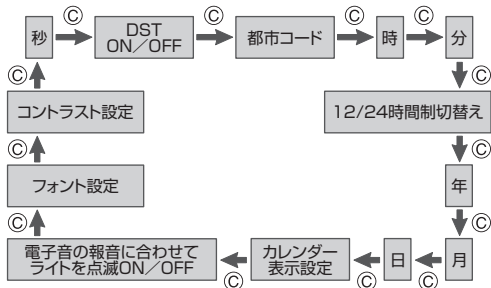 Ⓒ Ⓒ Ⓒ Ⓒ
秒
DST
ON／OFF
都市コード
時
分
Ⓒ Ⓒ
コントラスト設定
12/24時間制切替え
Ⓒ Ⓒ
フォント設定
年
Ⓒ Ⓒ
電子音の報音に合わせて
ライトを点滅ON／OFF
カレンダー
表示設定
日
月
Ⓒ Ⓒ Ⓒ